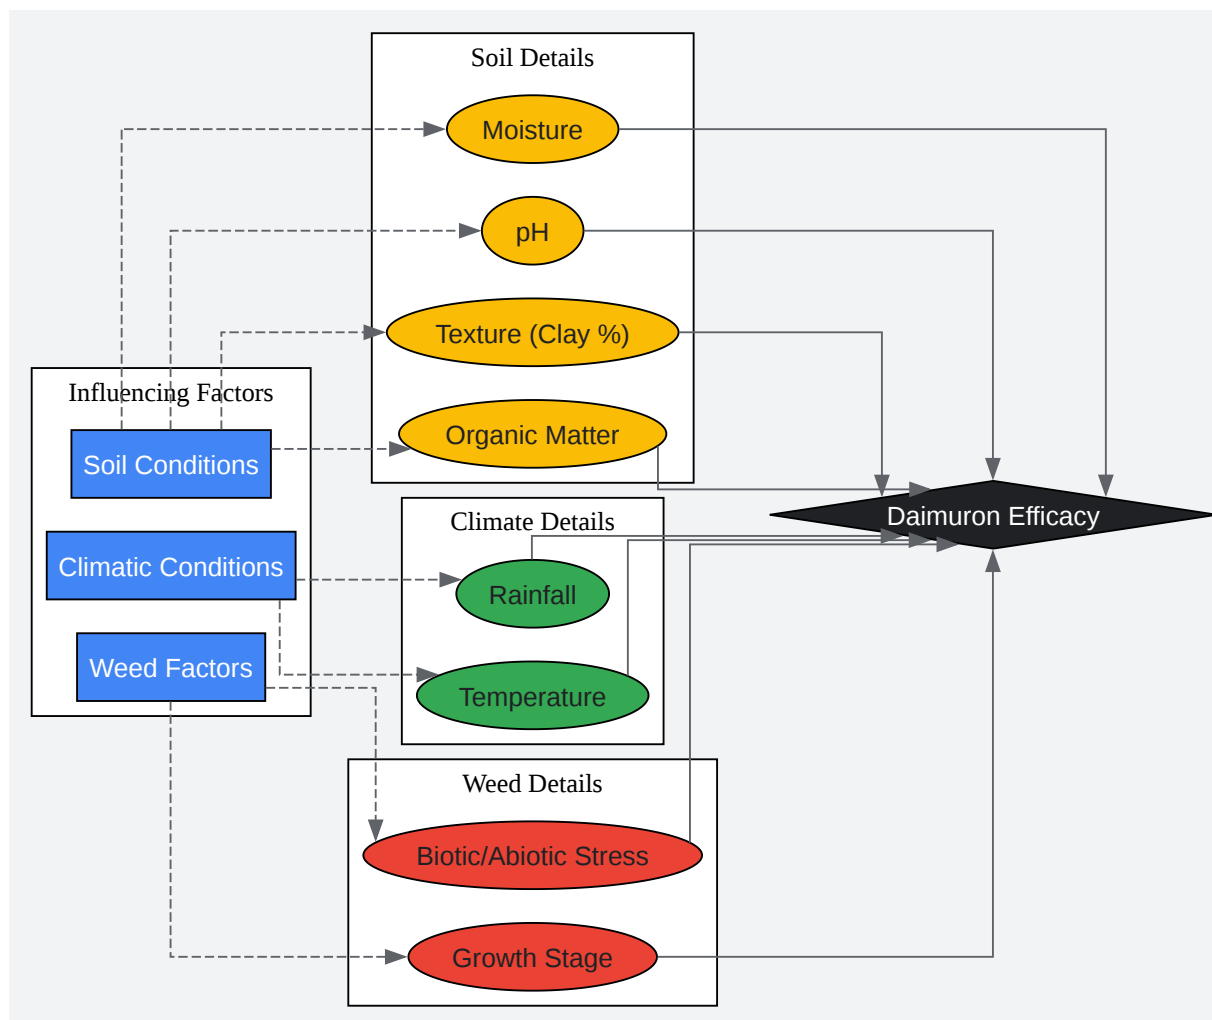 Soil Details
Moisture
pH
Texture (Clay %)
Organic Matter
Influencing Factors
Soil Conditions
Climatic Conditions
Weed Factors
Climate Details
Rainfall
Temperature
Weed Details
Biotic/Abiotic Stress
Growth Stage
Daimuron Efficacy